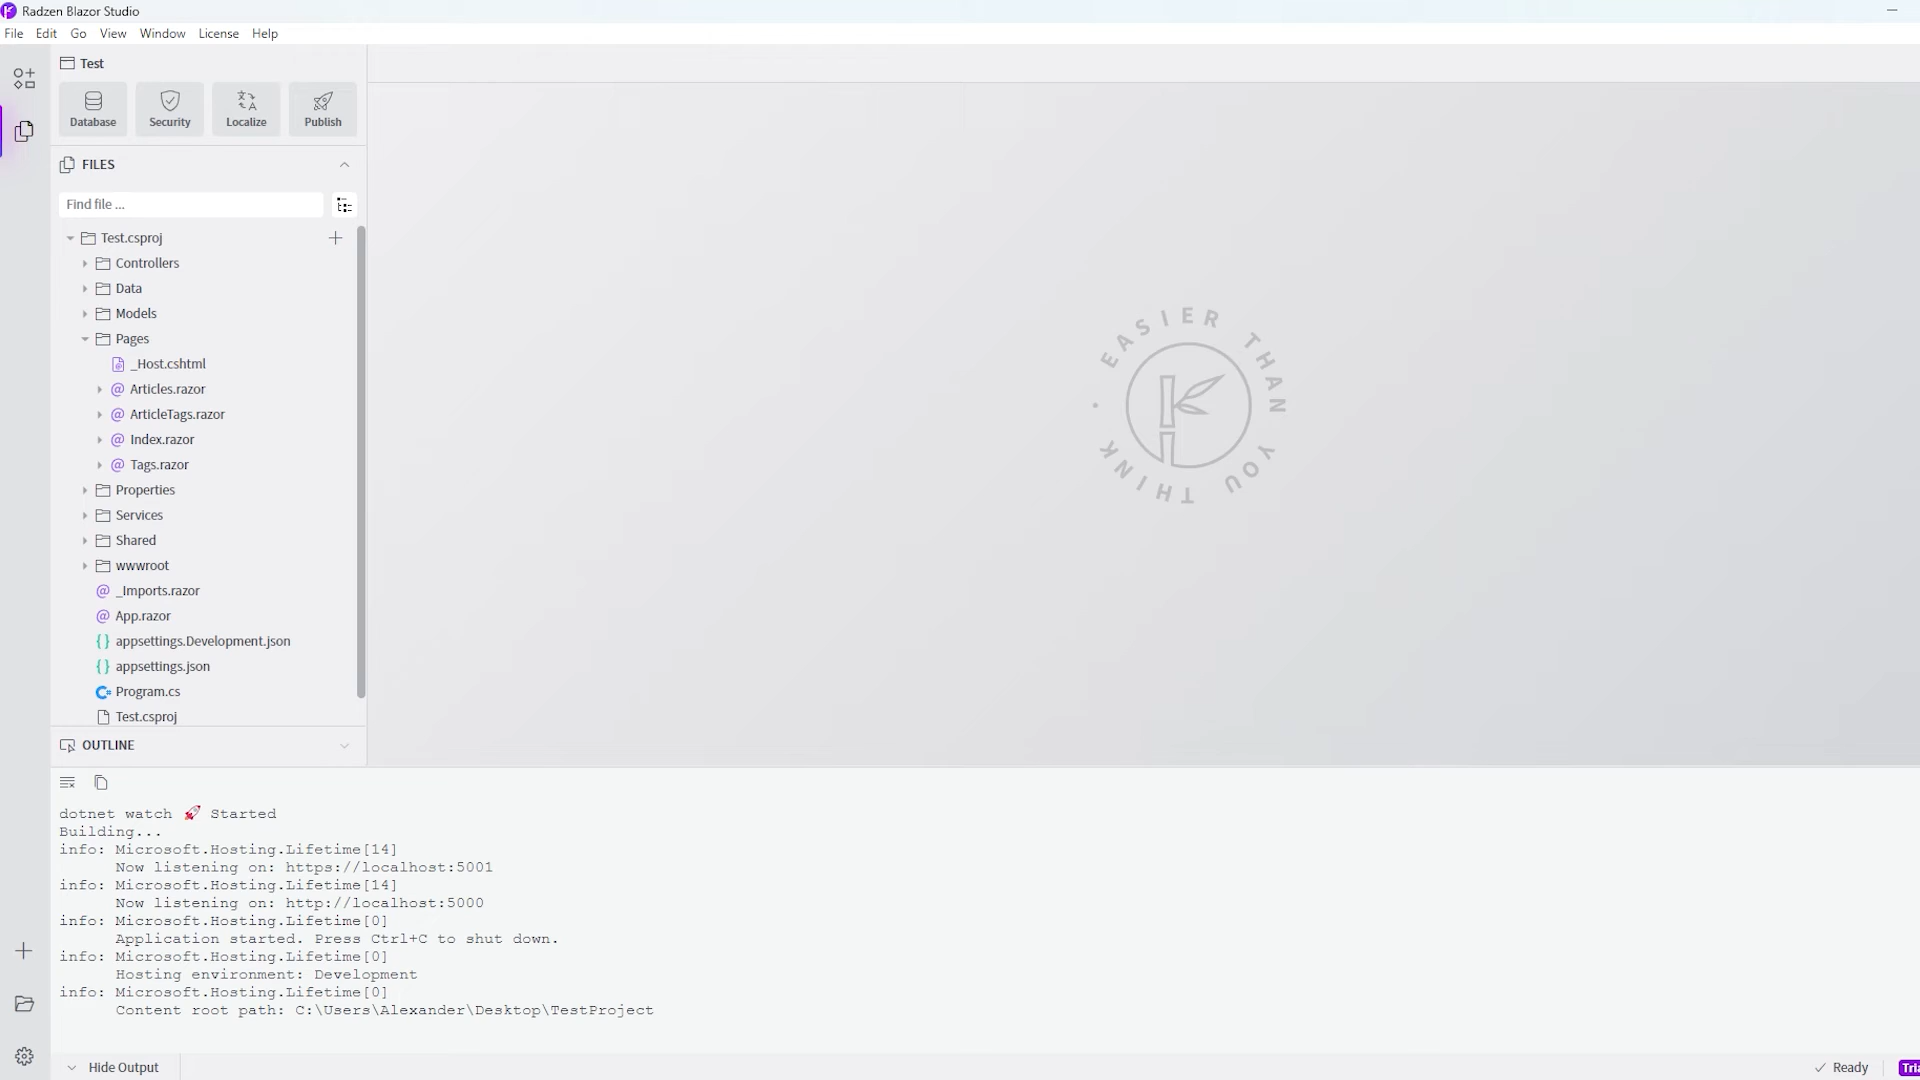 Radzen Blazor Studio
File Edit Go View Window License Help
Test
Database Security Localize Publish
FILES
Find file ...
Test.csproj
Controllers
Data
Models
Pages
_Host.cshtml
Articles.razor
ArticleTags.razor
Index.razor
Tags.razor
Properties
Services
Shared
wwwroot
_Imports.razor
App.razor
appsettings.Development.json
appsettings.json
Program.cs
Test.csproj
OUTLINE
EASIER THAN YOU THINK
dotnet watch 🚀 Started
Building...
info: Microsoft.Hosting.Lifetime[14]
Now listening on: https://localhost:5001
info: Microsoft.Hosting.Lifetime[14]
Now listening on: http://localhost:5000
info: Microsoft.Hosting.Lifetime[0]
Application started. Press Ctrl+C to shut down.
info: Microsoft.Hosting.Lifetime[0]
Hosting environment: Development
info: Microsoft.Hosting.Lifetime[0]
Content root path: C:\Users\Alexander\Desktop\TestProject
Hide Output
Ready